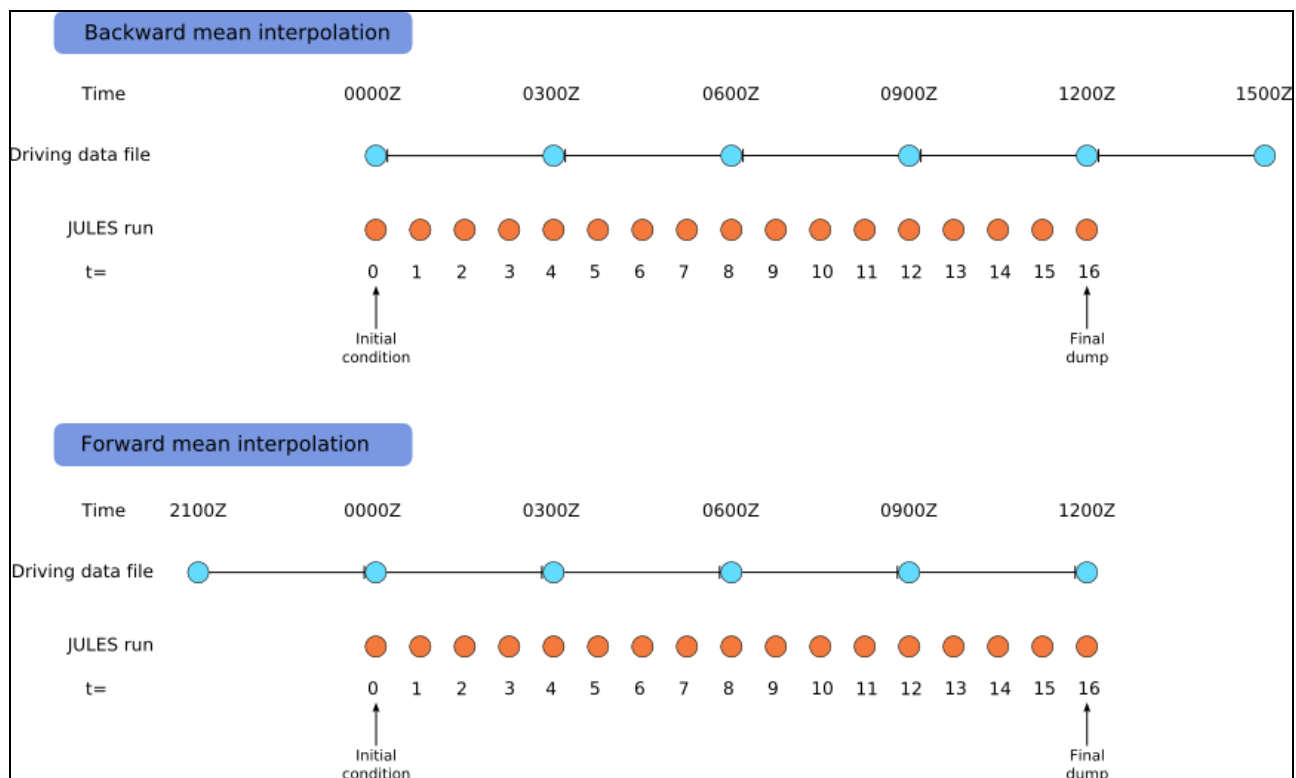 Backward mean interpolation
Time 0000Z 0300Z 0600Z 0900Z 1200Z 1500Z
Driving data file
JULES run
t= 0 1 2 3 4 5 6 7 8 9 10 11 12 13 14 15 16
Initial Final
condition dump
Forward mean interpolation
Time 2100Z 0000Z 0300Z 0600Z 0900Z 1200Z
Driving data file
JULES run
t= 0 1 2 3 4 5 6 7 8 9 10 11 12 13 14 15 16
Initial Final
condition dump